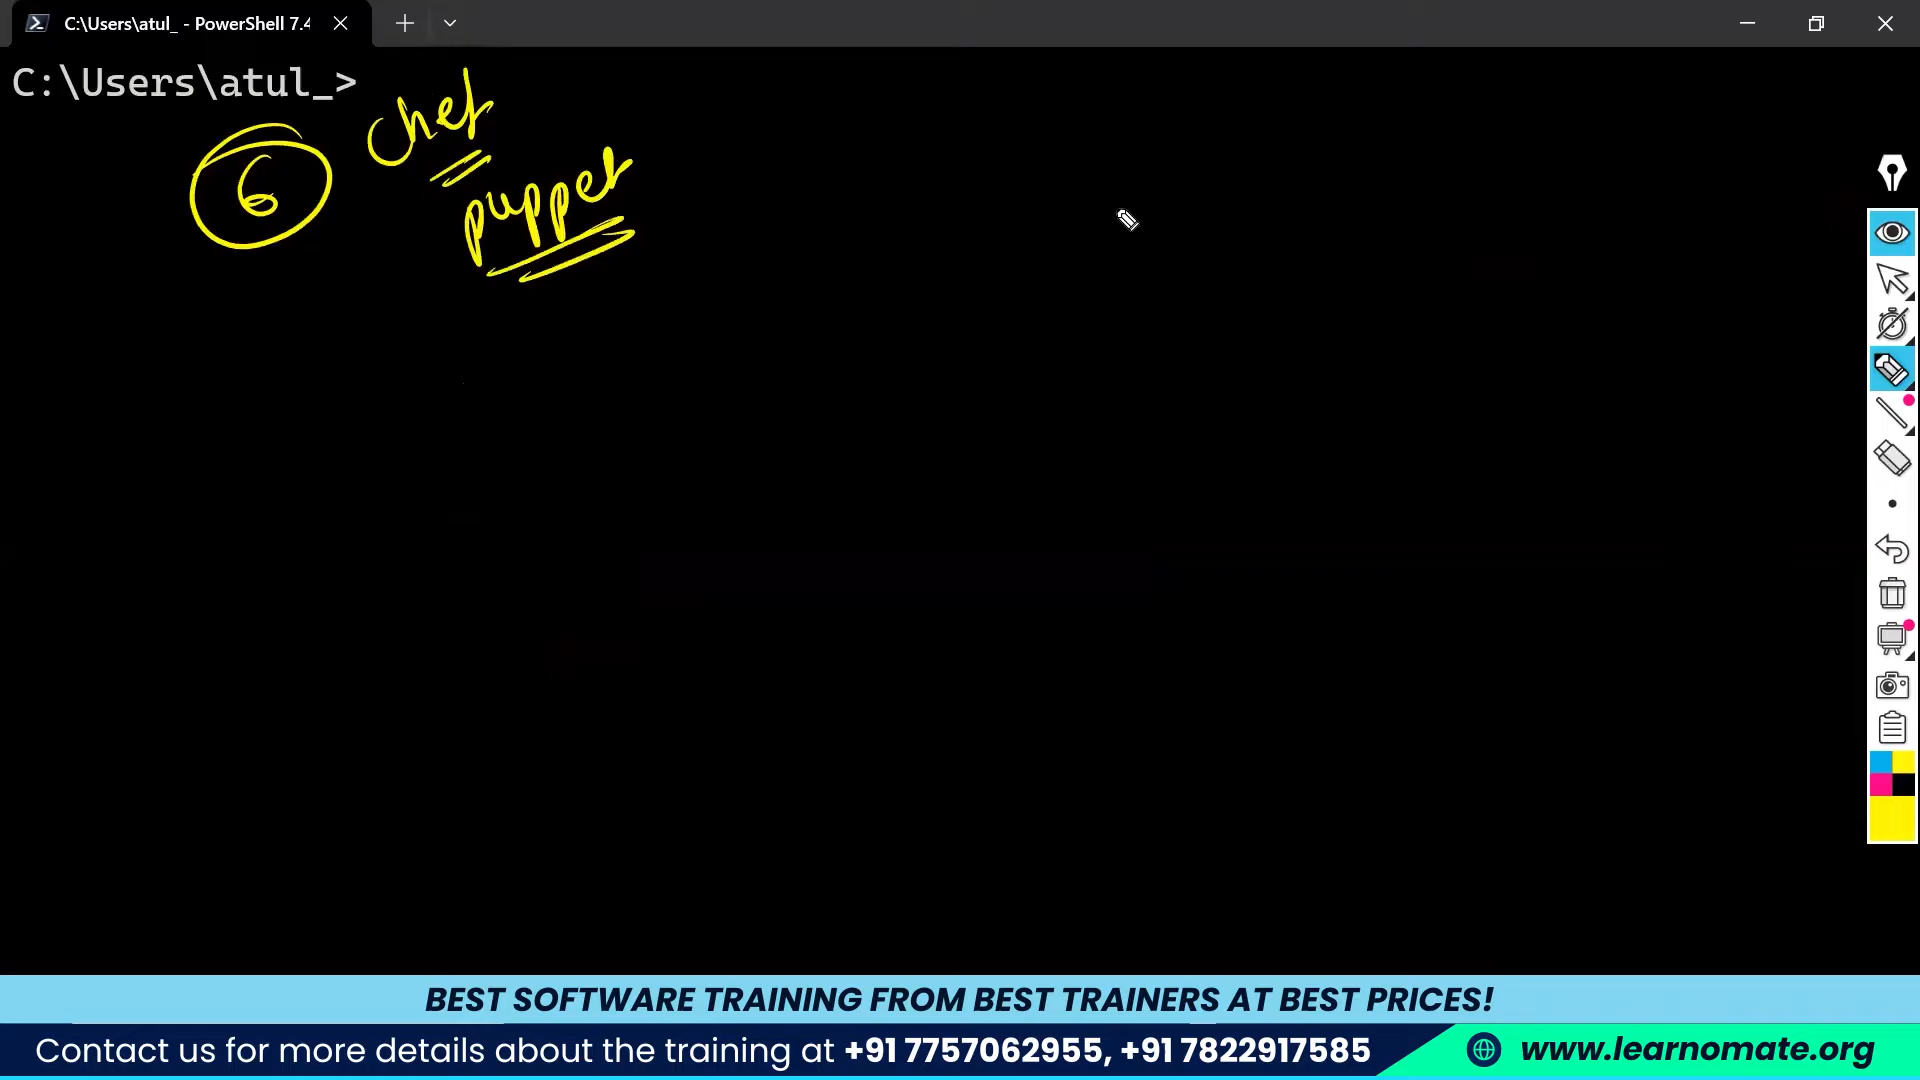 C:\Users\atul_ - PowerShell 7.4
C:\Users\atul_>
chef
6
puppet
BEST SOFTWARE TRAINING FROM BEST TRAINERS AT BEST PRICES!
Contact us for more details about the training at +91 7757062955, +91 7822917585
www.learnomate.org